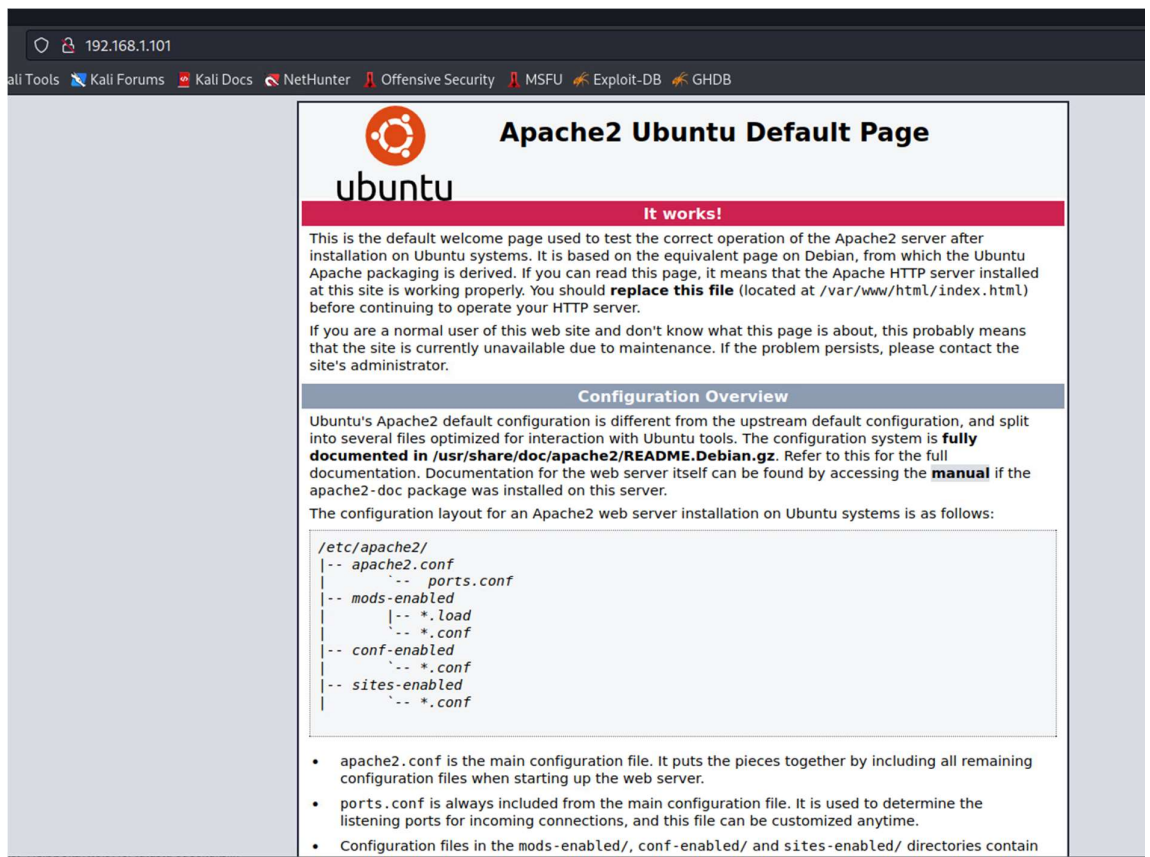 192.168.1.101
ali Tools Kali Forums Kali Docs NetHunter Offensive Security MSFU Exploit-DB GHDB
Apache2 Ubuntu Default Page
ubuntu
It works!
This is the default welcome page used to test the correct operation of the Apache2 server after
installation on Ubuntu systems. It is based on the equivalent page on Debian, from which the Ubuntu
Apache packaging is derived. If you can read this page, it means that the Apache HTTP server installed
at this site is working properly. You should replace this file (located at /var/www/html/index.html)
before continuing to operate your HTTP server.
If you are a normal user of this web site and don't know what this page is about, this probably means
that the site is currently unavailable due to maintenance. If the problem persists, please contact the
site's administrator.
Configuration Overview
Ubuntu's Apache2 default configuration is different from the upstream default configuration, and split
into several files optimized for interaction with Ubuntu tools. The configuration system is fully
documented in /usr/share/doc/apache2/README.Debian.gz. Refer to this for the full
documentation. Documentation for the web server itself can be found by accessing the manual if the
apache2-doc package was installed on this server.
The configuration layout for an Apache2 web server installation on Ubuntu systems is as follows:
/etc/apache2/
|-- apache2.conf
|       `--  ports.conf
|-- mods-enabled
|       |-- *.load
|       `-- *.conf
|-- conf-enabled
|       `-- *.conf
|-- sites-enabled
|       `-- *.conf
• apache2.conf is the main configuration file. It puts the pieces together by including all remaining
configuration files when starting up the web server.
• ports.conf is always included from the main configuration file. It is used to determine the
listening ports for incoming connections, and this file can be customized anytime.
• Configuration files in the mods-enabled/, conf-enabled/ and sites-enabled/ directories contain